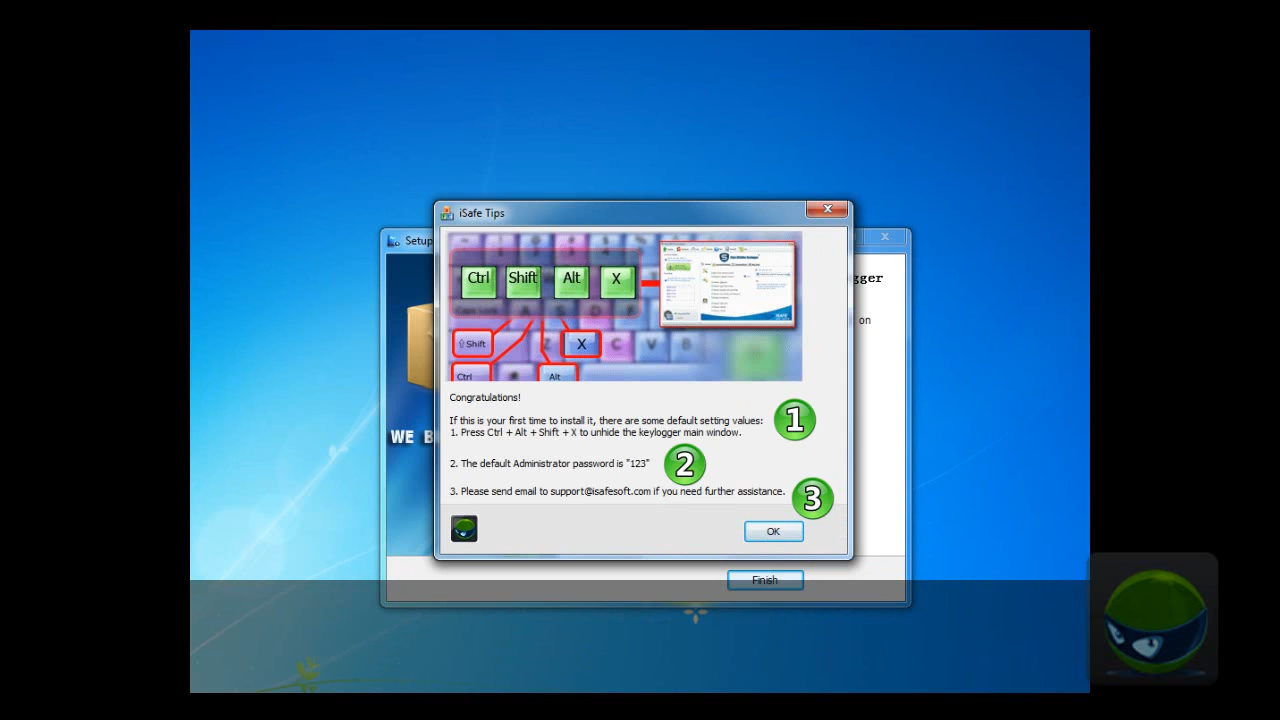 iSafe Tips
Setup
gger
Ctrl Shift Alt X
on
Shift
Z X C V B
Ctrl Alt
Congratulations!
If this is your first time to install it, there are some default setting values:
1
1. Press Ctrl + Alt + Shift + X to unhide the keylogger main window.
WE B
2. The default Administrator password is "123"
2
3. Please send email to support@isafesoft.com if you need further assistance.
3
OK
Finish